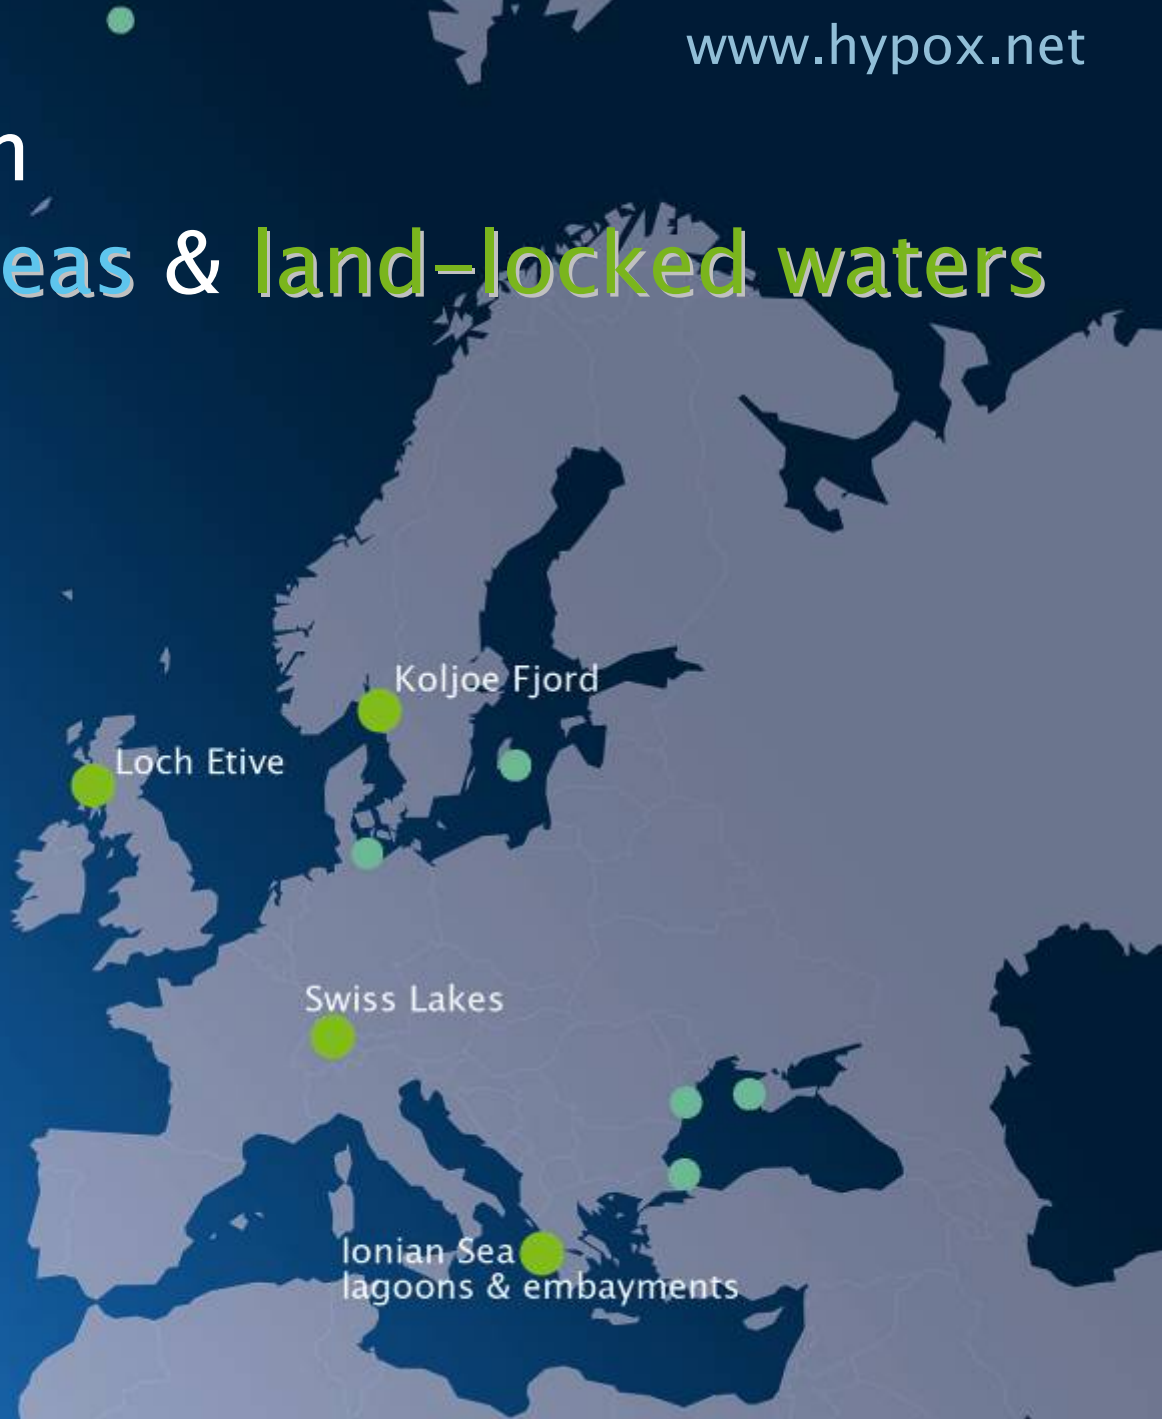 www.hypox.net
n
eas & land-locked waters
Koljoe Fjord
Loch Etive
Swiss Lakes
Ionian Sea
lagoons & embayments